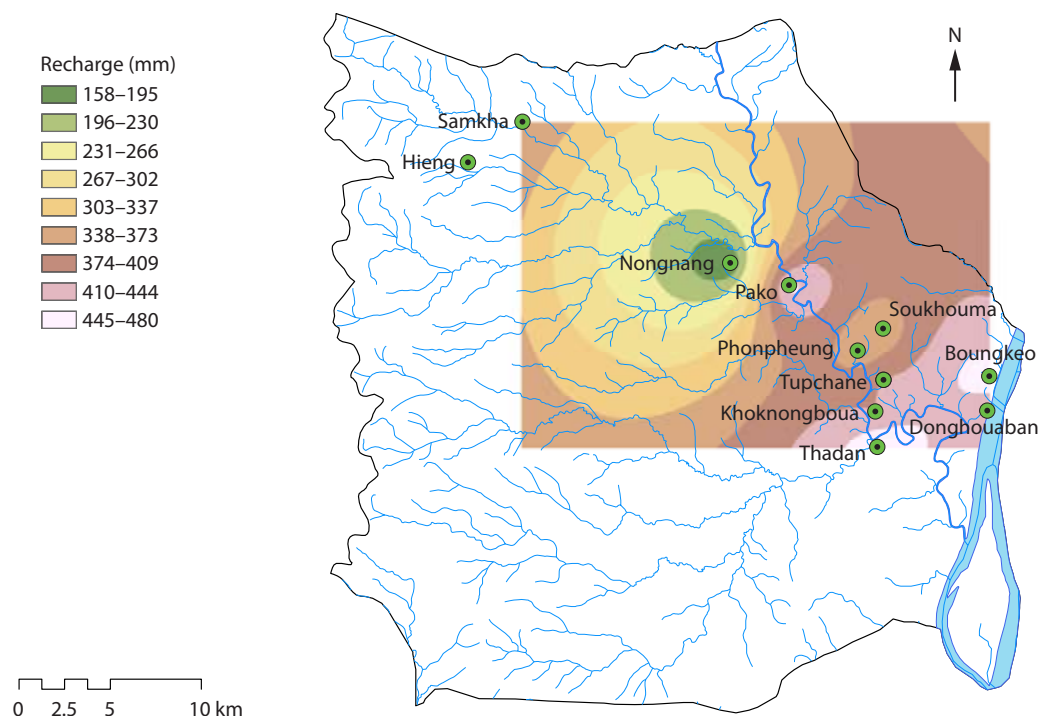 Recharge (mm)
158–195
196–230
231–266
267–302
303–337
338–373
374–409
410–444
445–480
N
Samkha
Hieng
Nongnang
Pako
Soukhouma
Phonpheung
Boungkeo
Tupchane
Khoknongboua
Donghouaban
Thadan
0 2.5 5 10 km